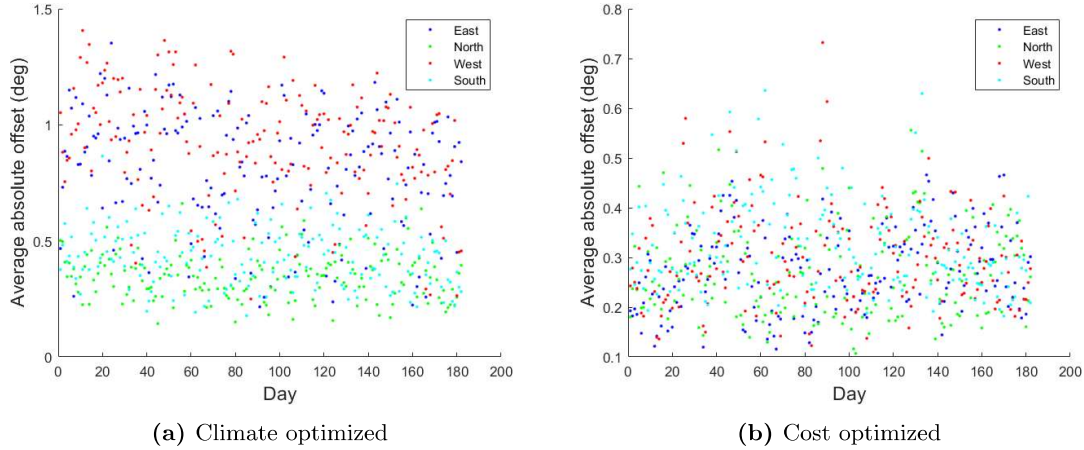 1.5
1
0.5
0
0 20 40 60 80 100 120 140 160 180 200
Average absolute offset (deg)
Day
East
North
West
South
(a) Climate optimized
0.8
0.7
0.6
0.5
0.4
0.3
0.2
0.1
0 20 40 60 80 100 120 140 160 180 200
Average absolute offset (deg)
Day
East
North
West
South
(b) Cost optimized